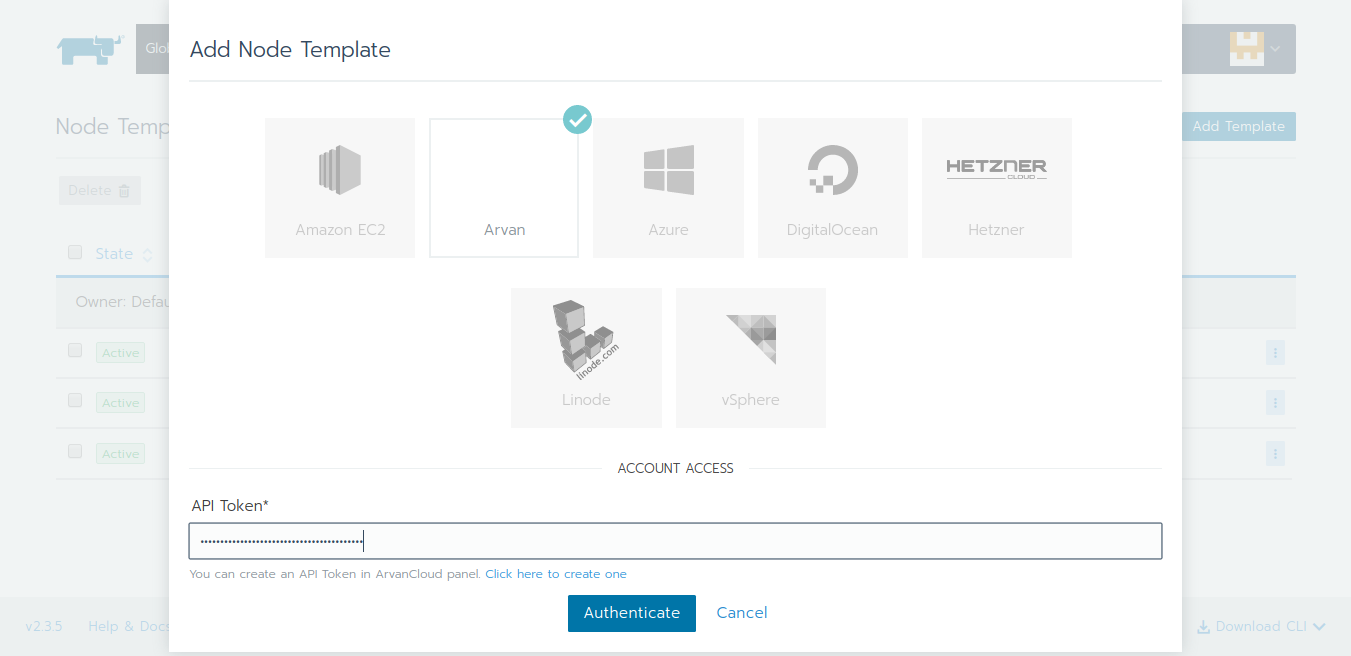 Add Node Template
Glo
Node Temp
Add Template
Delete
State
Owner: Defau
Active
Active
Active
Amazon EC2
Arvan
Azure
DigitalOcean
HETZNER
CLOUD
Hetzner
linode.com
Linode
vSphere
ACCOUNT ACCESS
API Token*
••••••••••••••••••••••••••••••••••••••••••
You can create an API Token in ArvanCloud panel. Click here to create one
Authenticate
Cancel
v2.3.5
Help & Docs
Download CLI